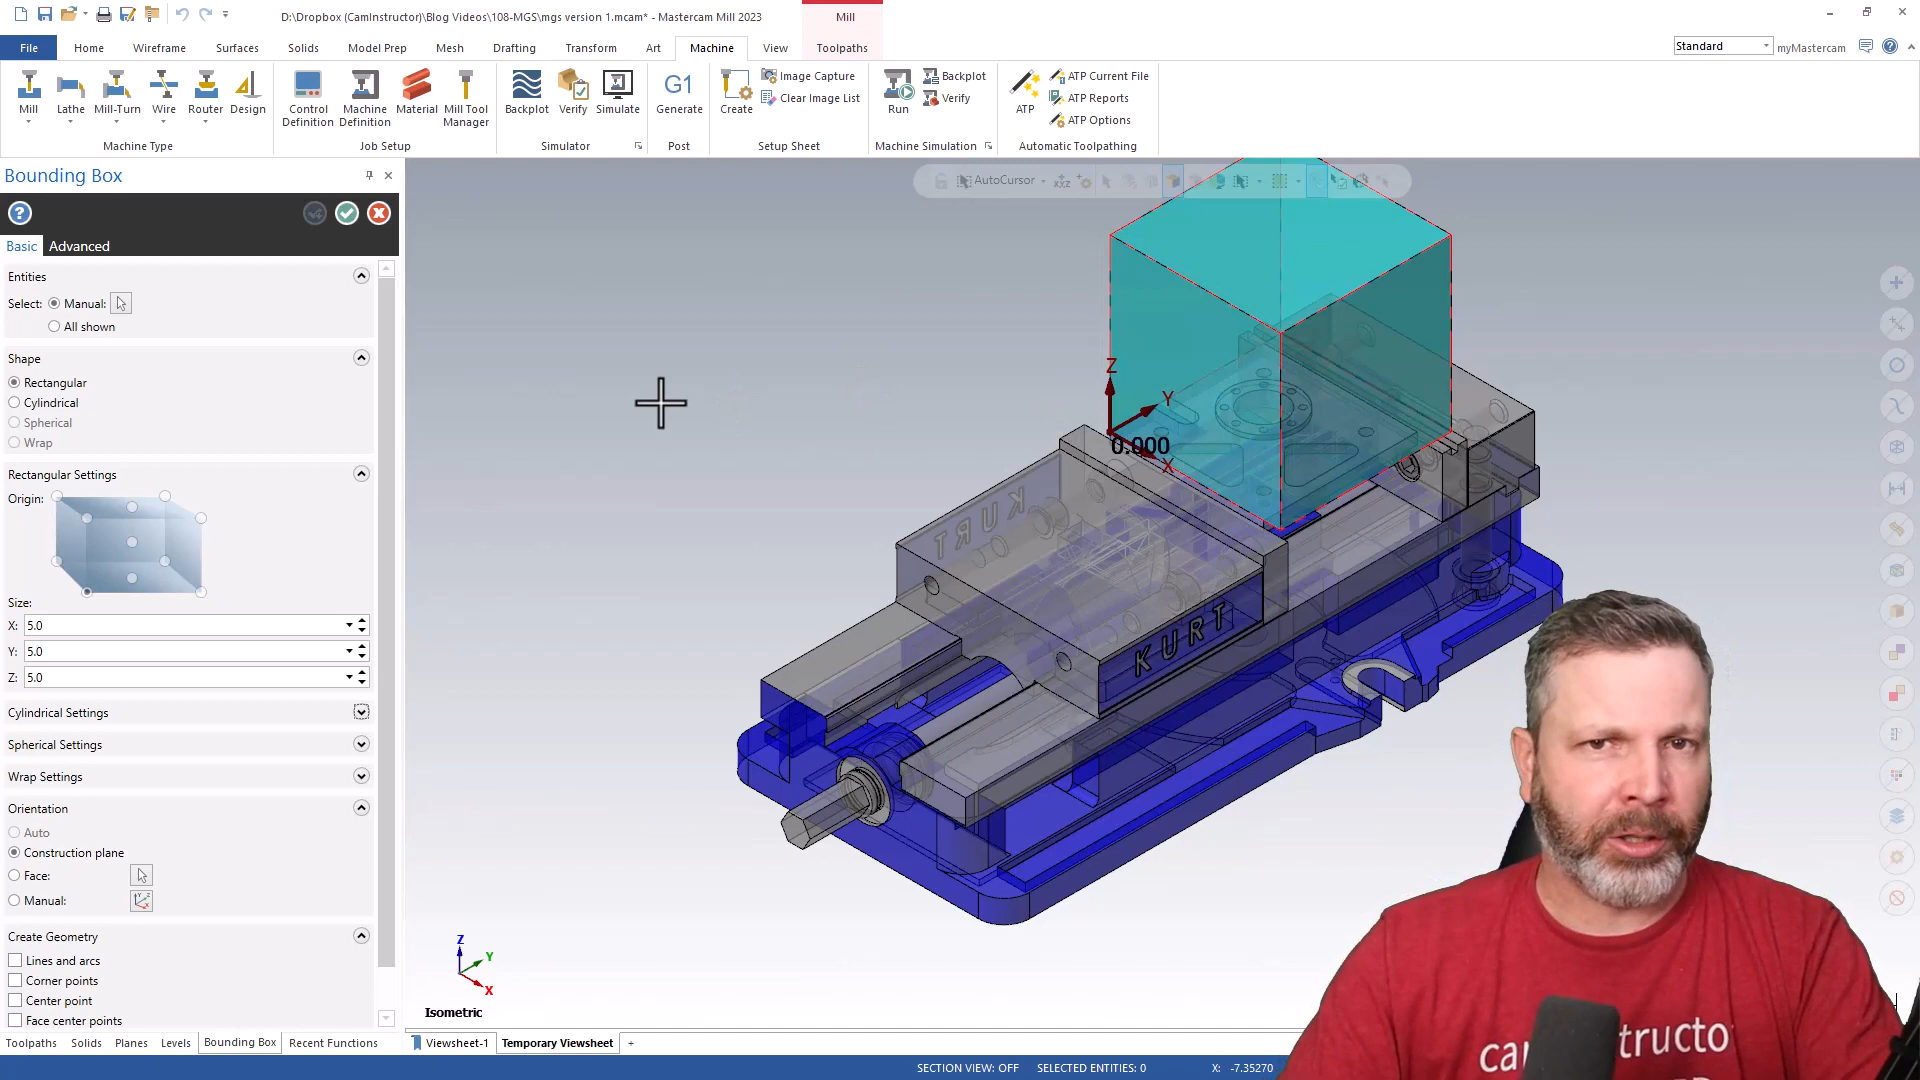 D:\Dropbox (CamInstructor)\Blog Videos\108-MGS\mgs version 1.mcam* - Mastercam Mill 2023
Mill
File Home Wireframe Surfaces Solids Model Prep Mesh Drafting Transform Art Machine View Toolpaths
Standard myMastercam
Mill Lathe Mill-Turn Wire Router Design
Machine Type
Control Definition Machine Definition Material Mill Tool Manager
Job Setup
Backplot Verify Simulate
Simulator
G1 Generate
Post
Create Image Capture
Clear Image List
Setup Sheet
Run Backplot
Verify
Machine Simulation
ATP ATP Current File
ATP Reports
ATP Options
Automatic Toolpathing
Bounding Box
Basic Advanced
Entities
Select: Manual:
All shown
Shape
Rectangular
Cylindrical
Spherical
Wrap
Rectangular Settings
Origin:
Size:
X: 5.0
Y: 5.0
Z: 5.0
Cylindrical Settings
Spherical Settings
Wrap Settings
Orientation
Auto
Construction plane
Face:
Manual:
Create Geometry
Lines and arcs
Corner points
Center point
Face center points
Toolpaths Solids Planes Levels Bounding Box Recent Functions
AutoCursor
Z
Y
0.000
X
KURT
KURT
Z
Y
X
Isometric
Viewsheet-1 Temporary Viewsheet +
SECTION VIEW: OFF SELECTED ENTITIES: 0 X: -7.35270